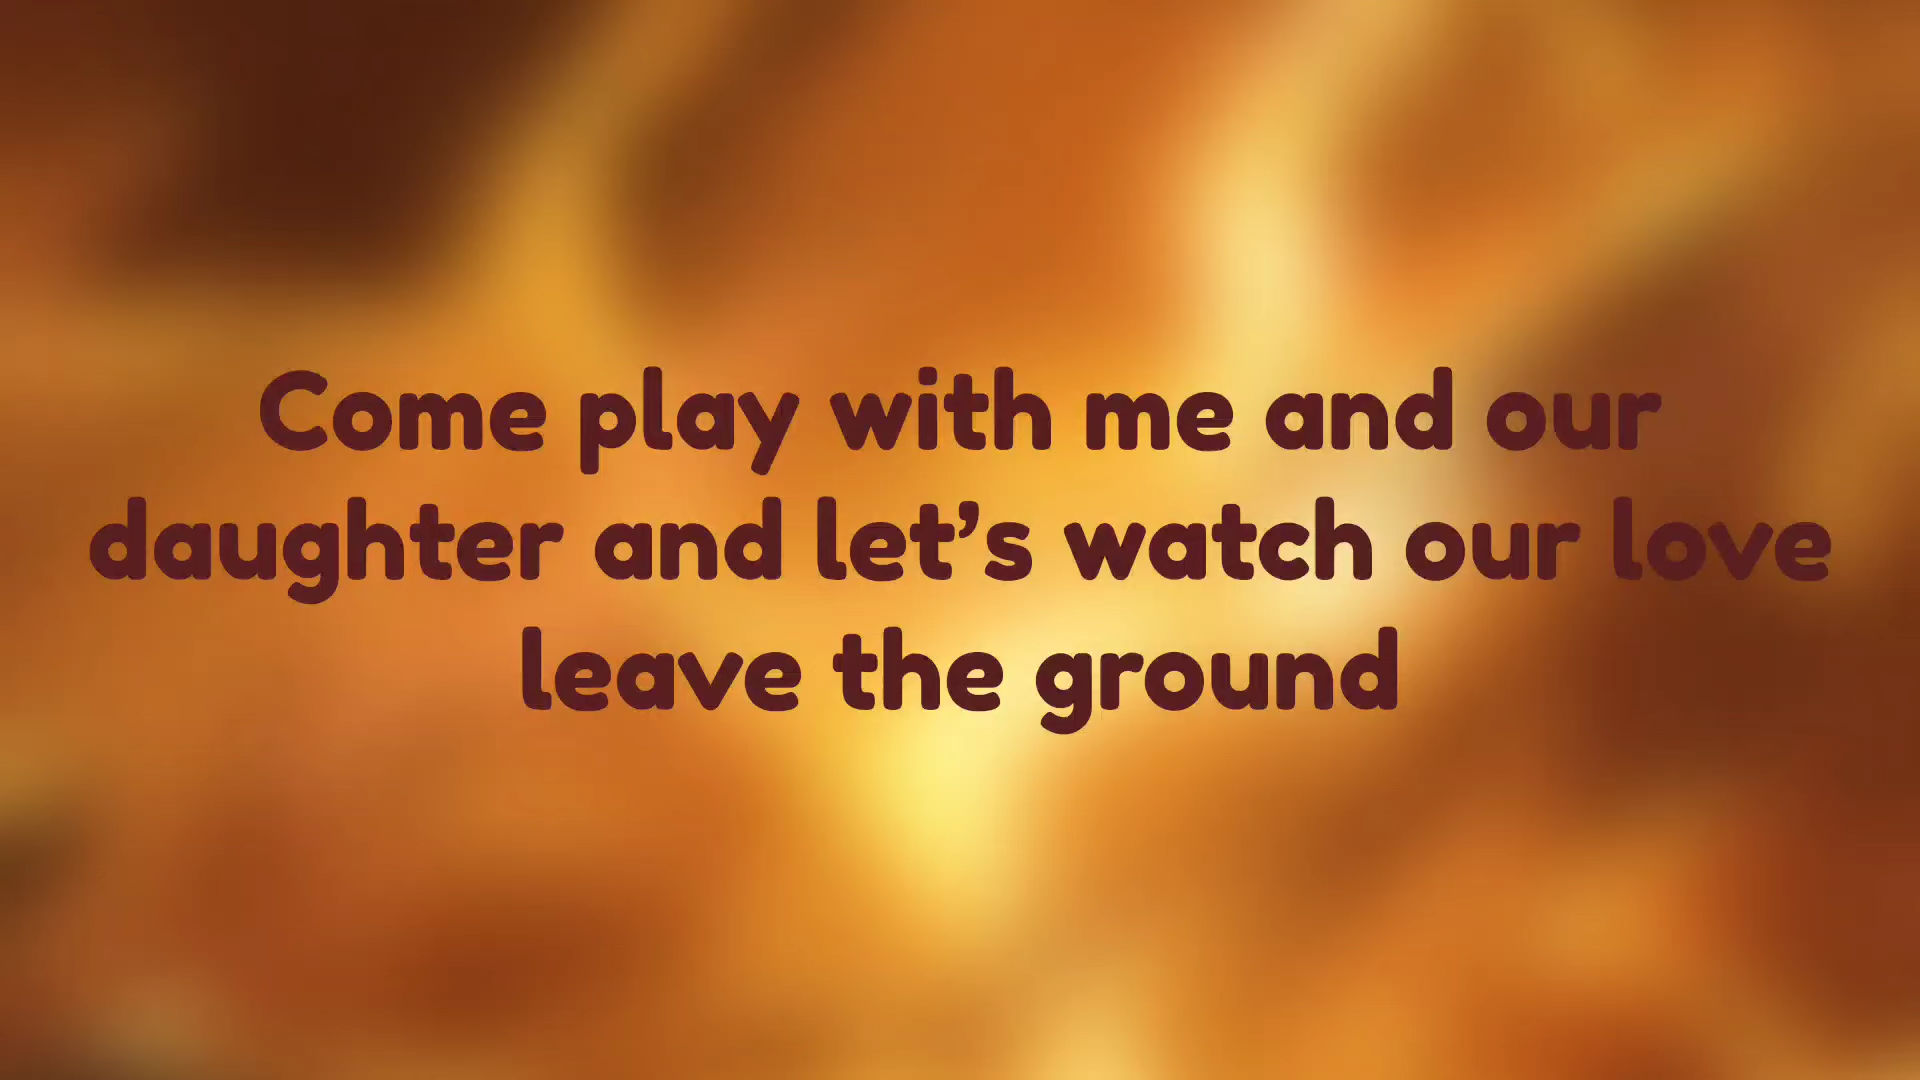 Come play with me and our
daughter and let’s watch our love
leave the ground